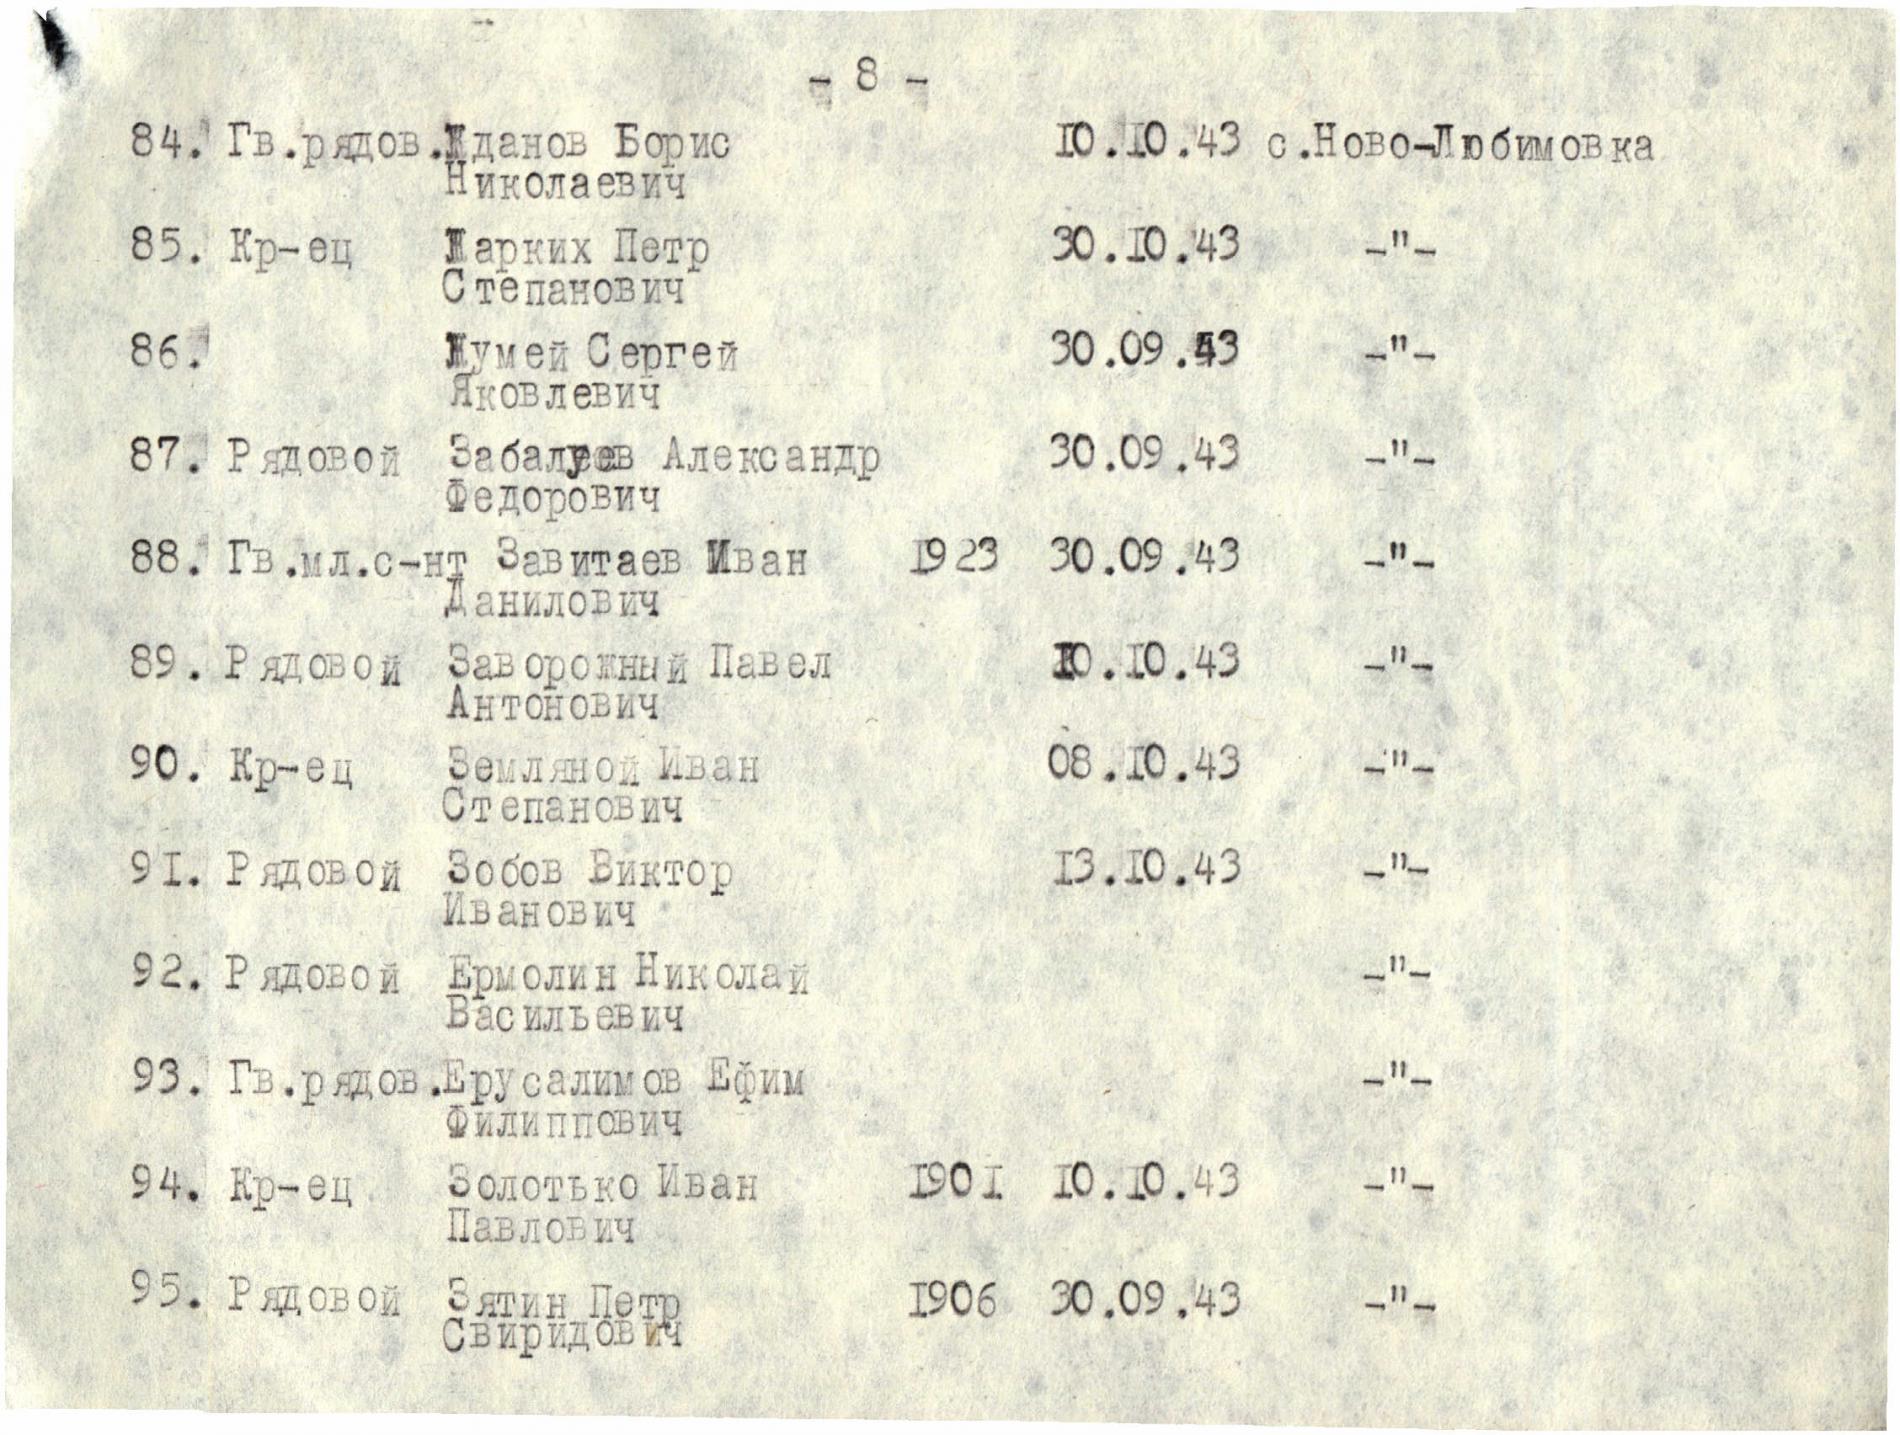 - 8 -
84. Гв.рядов.Жданов Борис 10.10.43 с.Ново-Любимовка
Николаевич
85. Кр-ец Жарких Петр 30.10.43 -"-
Степанович
86. Жумей Сергей 30.09.43 -"-
Яковлевич
87. Рядовой Забалуев Александр 30.09.43 -"-
Федорович
88. Гв.мл.с-нт Завитаев Иван 1923 30.09.43 -"-
Данилович
89. Рядовой Заворожный Павел 10.10.43 -"-
Антонович
90. Кр-ец Земляной Иван 08.10.43 -"-
Степанович
91. Рядовой Зобов Виктор 13.10.43 -"-
Иванович
92. Рядовой Ермолин Николай -"-
Васильевич
93. Гв.рядов.Ерусалимов Ефим -"-
Филиппович
94. Кр-ец Золотько Иван 1901 10.10.43 -"-
Павлович
95. Рядовой Зятин Петр 1906 30.09.43 -"-
Свиридович